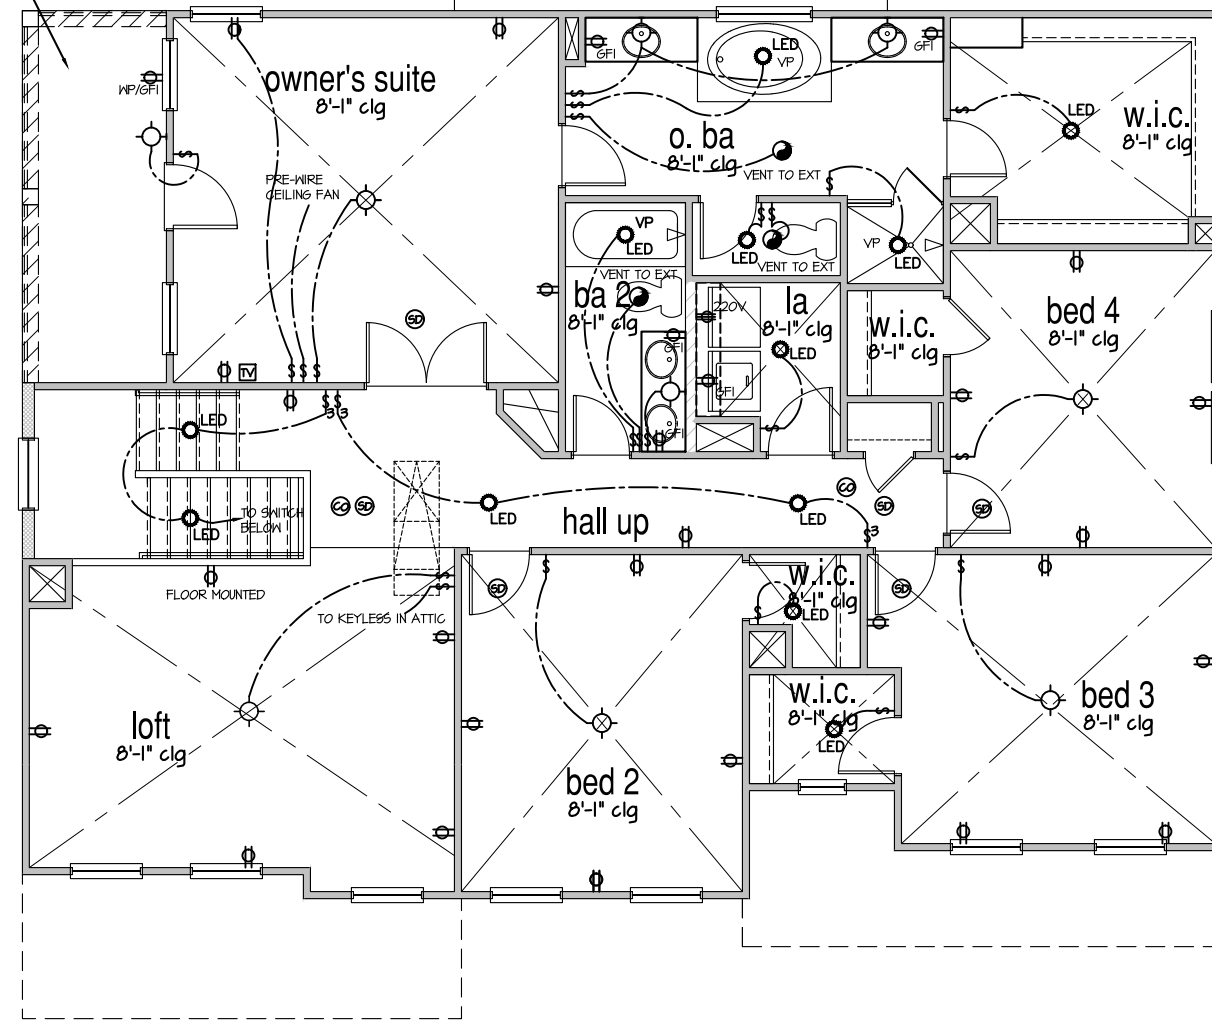 owner's suite
8'-1" clg
WP/GFI
PRE-WIRE
CEILING FAN
SD
TV
GFI
LED
VP
GFI
o. ba
8'-1" clg
VENT TO EXT
LED
w.i.c.
8'-1" clg
VP
LED
VENT TO EXT
LED
VENT TO EXT
VP
LED
ba 2
8'-1" clg
GFI
GFI
220V
la
8'-1" clg
LED
GFI
w.i.c.
8'-1" clg
bed 4
8'-1" clg
LED
3 3
CO SD
LED
TO SWITCH
BELOW
LED
hall up
LED
CO
SD
SD
3
FLOOR MOUNTED
TO KEYLESS IN ATTIC
SD
w.i.c.
8'-1" clg
LED
SD
loft
8'-1" clg
bed 2
8'-1" clg
w.i.c.
8'-1" clg
LED
bed 3
8'-1" clg